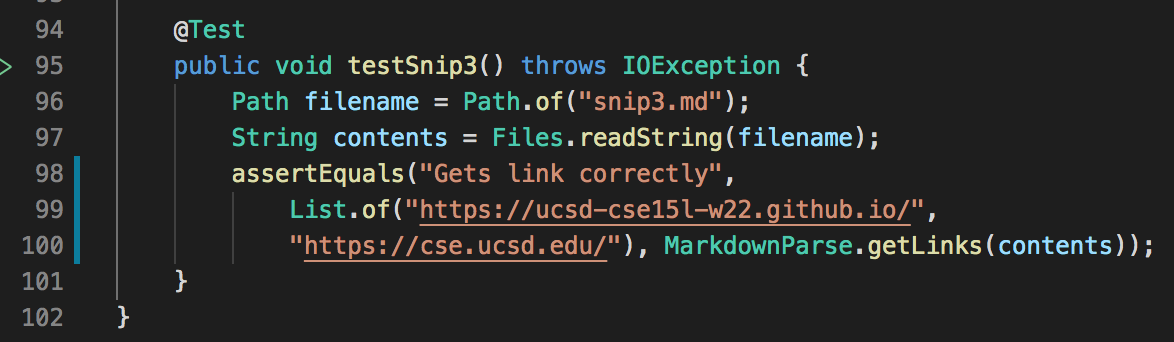 94 @Test
95 public void testSnip3() throws IOException {
96 Path filename = Path.of("snip3.md");
97 String contents = Files.readString(filename);
98 assertEquals("Gets link correctly",
99 List.of("https://ucsd-cse15l-w22.github.io/",
100 "https://cse.ucsd.edu/"), MarkdownParse.getLinks(contents));
101 }
102 }